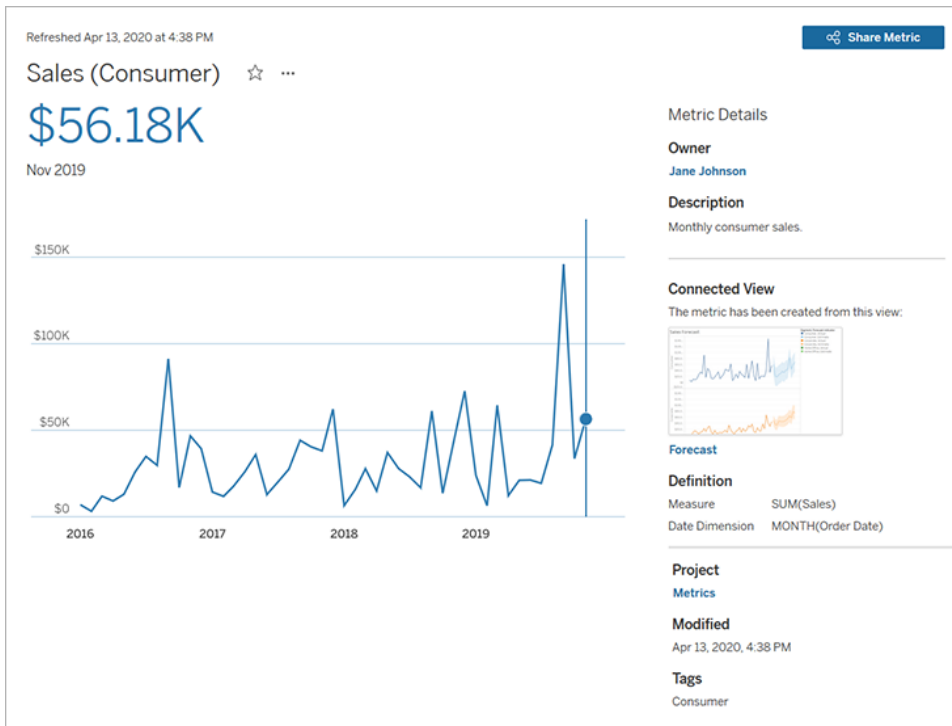 Refreshed Apr 13, 2020 at 4:38 PM
Share Metric
Sales (Consumer)
$56.18K
Nov 2019
$150K
$100K
$50K
$0
2016
2017
2018
2019
Metric Details
Owner
Jane Johnson
Description
Monthly consumer sales.
Connected View
The metric has been created from this view:
Sales Forecast
Forecast
Definition
Measure SUM(Sales)
Date Dimension MONTH(Order Date)
Project
Metrics
Modified
Apr 13, 2020, 4:38 PM
Tags
Consumer